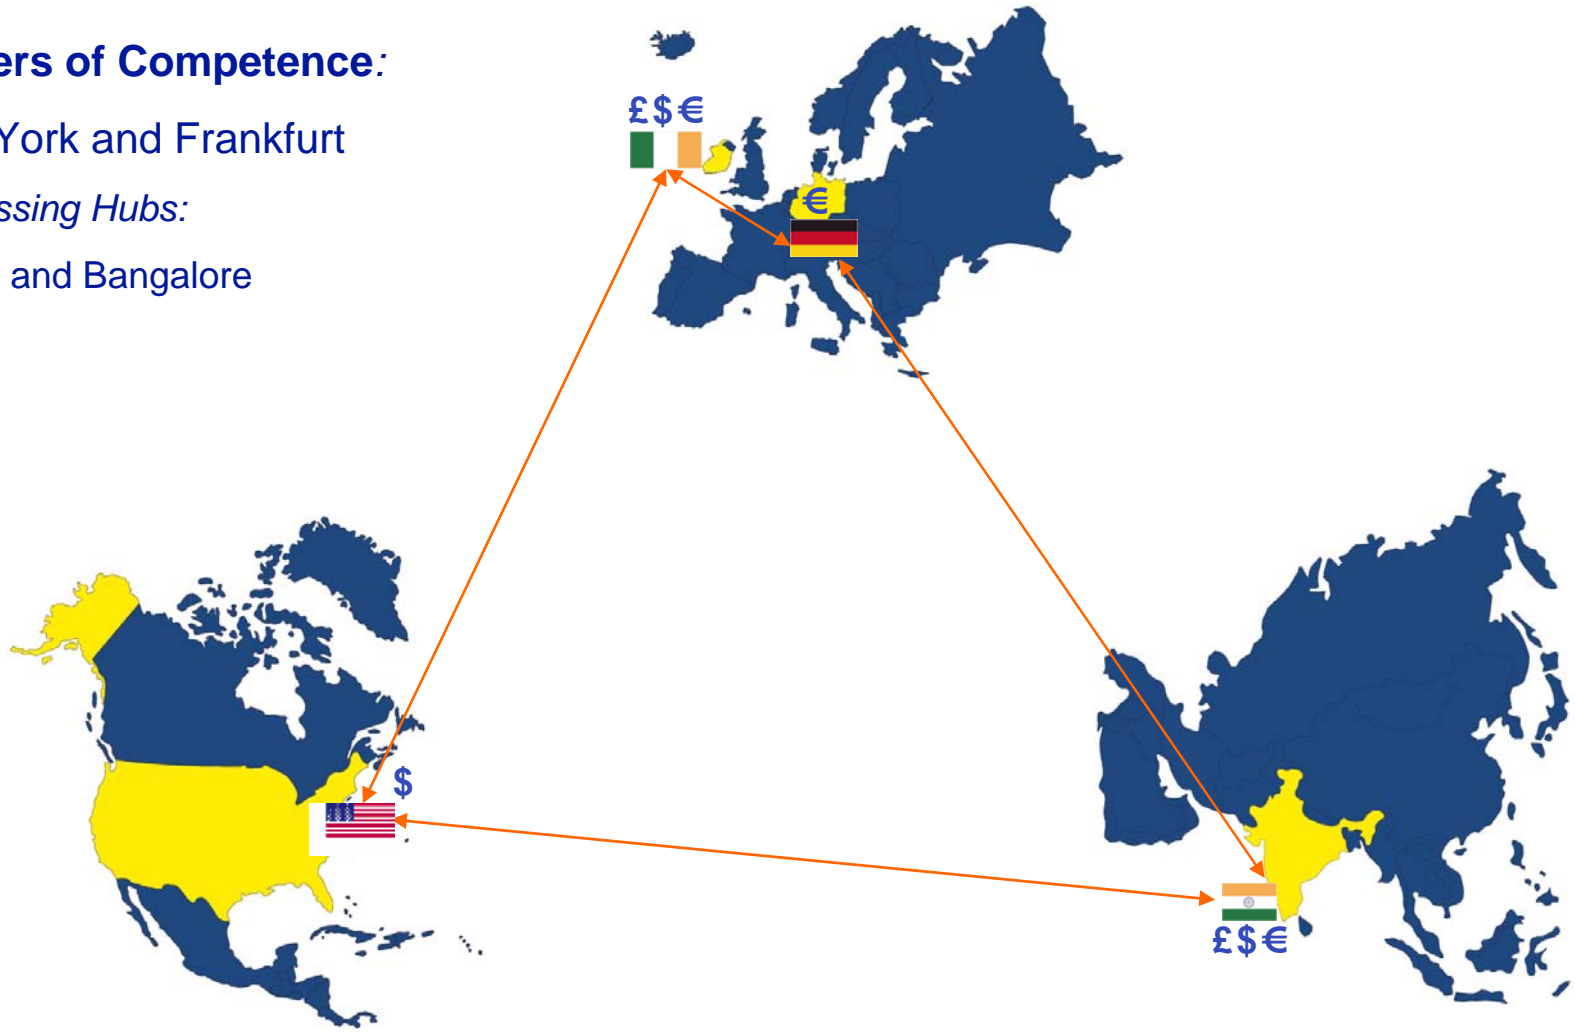 ers of Competence:
York and Frankfurt
ssing Hubs:
and Bangalore
£$€
€
$
£$€